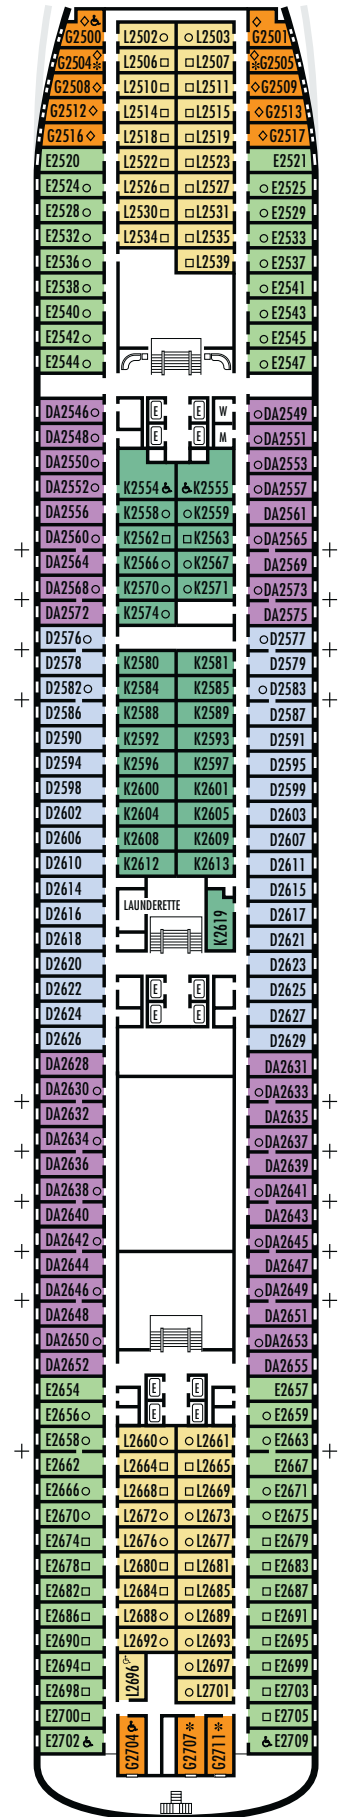 G2500 L2502 L2503 G2501
G2504 L2506 L2507 G2505
G2508 L2510 L2511 G2509
G2512 L2514 L2515 G2513
G2516 L2518 L2519 G2517
E2520 L2522 L2523 E2521
E2524 L2526 L2527 E2525
E2528 L2530 L2531 E2529
E2532 L2534 L2535 E2533
E2536 L2539 E2537
E2538 E2541
E2540 E2543
E2542 E2545
E2544 E2547
DA2546 E E W DA2549
DA2548 E E M DA2551
DA2550 DA2553
DA2552 K2554 K2555 DA2557
DA2556 K2558 K2559 DA2561
DA2560 K2562 K2563 DA2565
DA2564 K2566 K2567 DA2569
DA2568 K2570 K2571 DA2573
DA2572 K2574 DA2575
D2576 D2577
D2578 K2580 K2581 D2579
D2582 K2584 K2585 D2583
D2586 K2588 K2589 D2587
D2590 K2592 K2593 D2591
D2594 K2596 K2597 D2595
D2598 K2600 K2601 D2599
D2602 K2604 K2605 D2603
D2606 K2608 K2609 D2607
D2610 K2612 K2613 D2611
D2614 D2615
LAUNDERETTE
D2616 K2619 D2617
D2618 D2621
D2620 D2623
D2622 E E D2625
D2624 E E D2627
D2626 D2629
DA2628 DA2631
DA2630 DA2633
DA2632 DA2635
DA2634 DA2637
DA2636 DA2639
DA2638 DA2641
DA2640 DA2643
DA2642 DA2645
DA2644 DA2647
DA2646 DA2649
DA2648 DA2651
DA2650 DA2653
DA2652 DA2655
E2654 E E E2657
E2656 E E E2659
E2658 L2660 L2661 E2663
E2662 L2664 L2665 E2667
E2666 L2668 L2669 E2671
E2670 L2672 L2673 E2675
E2674 L2676 L2677 E2679
E2678 L2680 L2681 E2683
E2682 L2684 L2685 E2687
E2686 L2688 L2689 E2691
E2690 L2692 L2693 E2695
E2694 L2696 L2697 E2699
E2698 L2701 E2703
E2700 E2705
E2702 G2704 G2707 G2711 E2709